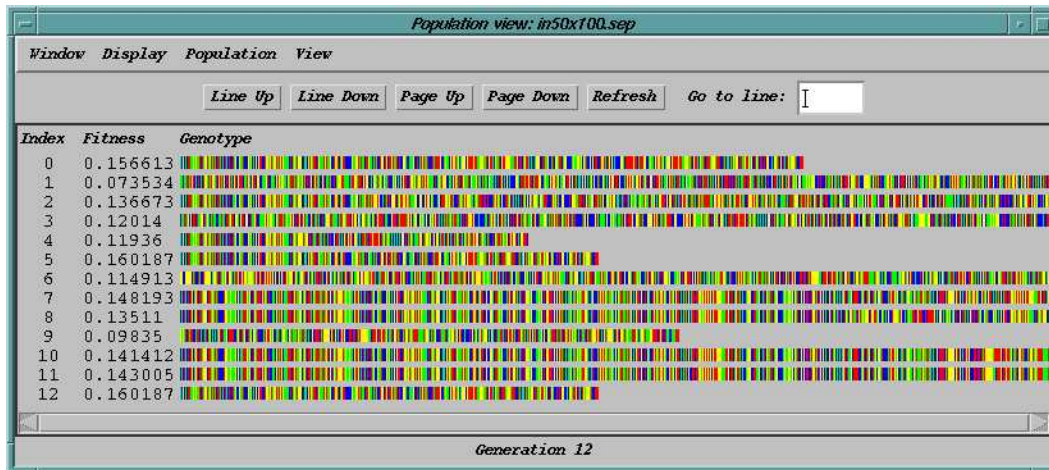 Population view: in50x100.sep
Window Display Population View
Line Up Line Down Page Up Page Down Refresh Go to line:
Index Fitness Genotype
0 0.156613
1 0.073534
2 0.136673
3 0.12014
4 0.11936
5 0.160187
6 0.114913
7 0.148193
8 0.13511
9 0.09835
10 0.141412
11 0.143005
12 0.160187
Generation 12